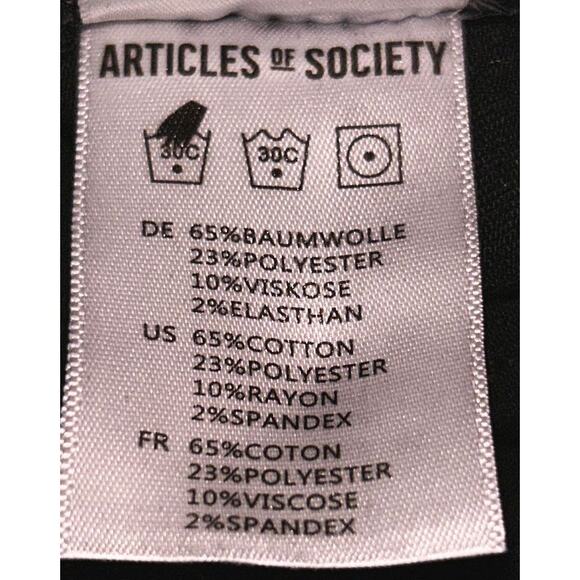 ARTICLES OF SOCIETY
30C 30C
DE 65%BAUMWOLLE
23%POLYESTER
10%VISKOSE
2%ELASTHAN
US 65%COTTON
23%POLYESTER
10%RAYON
2%SPANDEX
FR 65%COTON
23%POLYESTER
10%VISCOSE
2%SPANDEX